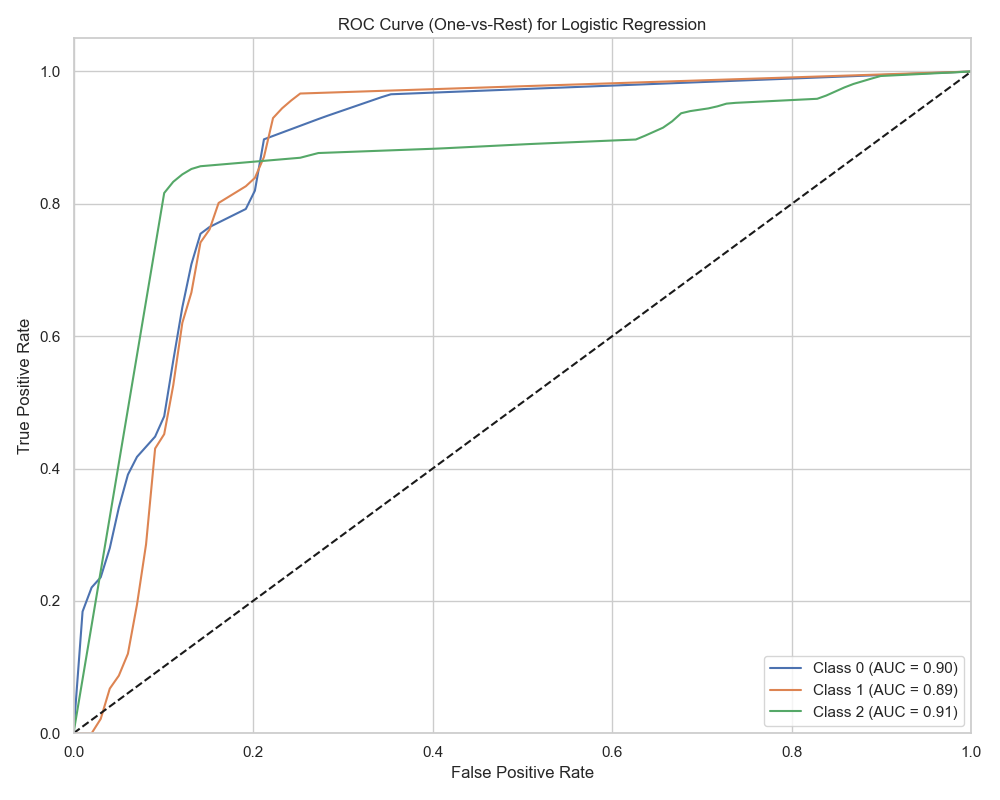 ROC Curve (One-vs-Rest) for Logistic Regression
True Positive Rate
1.0
0.8
0.6
0.4
0.2
0.0
0.0 0.2 0.4 0.6 0.8 1.0
False Positive Rate
Class 0 (AUC = 0.90)
Class 1 (AUC = 0.89)
Class 2 (AUC = 0.91)